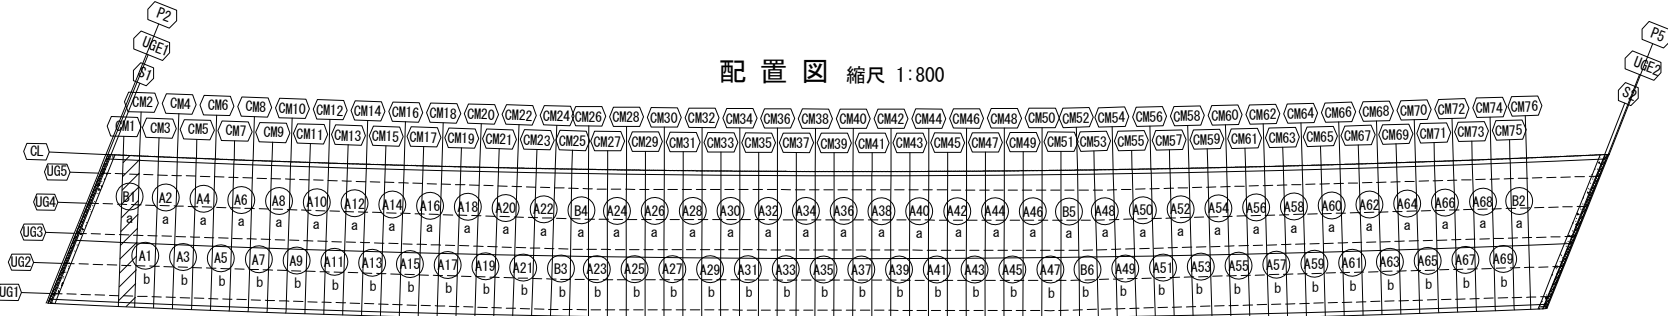 P2
P5
UGE1
UGE2
配置図 縮尺 1:800
S1
S2
CM2 CM4 CM6 CM8 CM10 CM12 CM14 CM16 CM18 CM20 CM22 CM24 CM26 CM28 CM30 CM32 CM34 CM36 CM38 CM40 CM42 CM44 CM46 CM48 CM50 CM52 CM54 CM56 CM58 CM60 CM62 CM64 CM66 CM68 CM70 CM72 CM74 CM76
CM1 CM3 CM5 CM7 CM9 CM11 CM13 CM15 CM17 CM19 CM21 CM23 CM25 CM27 CM29 CM31 CM33 CM35 CM37 CM39 CM41 CM43 CM45 CM47 CM49 CM51 CM53 CM55 CM57 CM59 CM61 CM63 CM65 CM67 CM69 CM71 CM73 CM75
CL
UG5
UG4
B1 A2 A4 A6 A8 A10 A12 A14 A16 A18 A20 A22 B4 A24 A26 A28 A30 A32 A34 A36 A38 A40 A42 A44 A46 B5 A48 A50 A52 A54 A56 A58 A60 A62 A64 A66 A68 B2
a a a a a a a a a a a a a a a a a a a a a a a a a a a a a a a a a a a a a a
UG3
UG2
A1 A3 A5 A7 A9 A11 A13 A15 A17 A19 A21 B3 A23 A25 A27 A29 A31 A33 A35 A37 A39 A41 A43 A45 A47 B6 A49 A51 A53 A55 A57 A59 A61 A63 A65 A67 A69
b b b b b b b b b b b b b b b b b b b b b b b b b b b b b b b b b b b b b
UG1